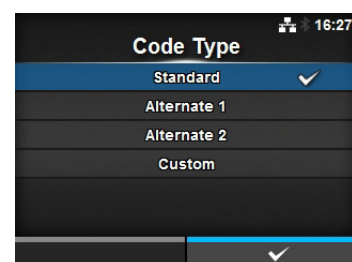 16:27
Code Type
Standard
Alternate 1
Alternate 2
Custom